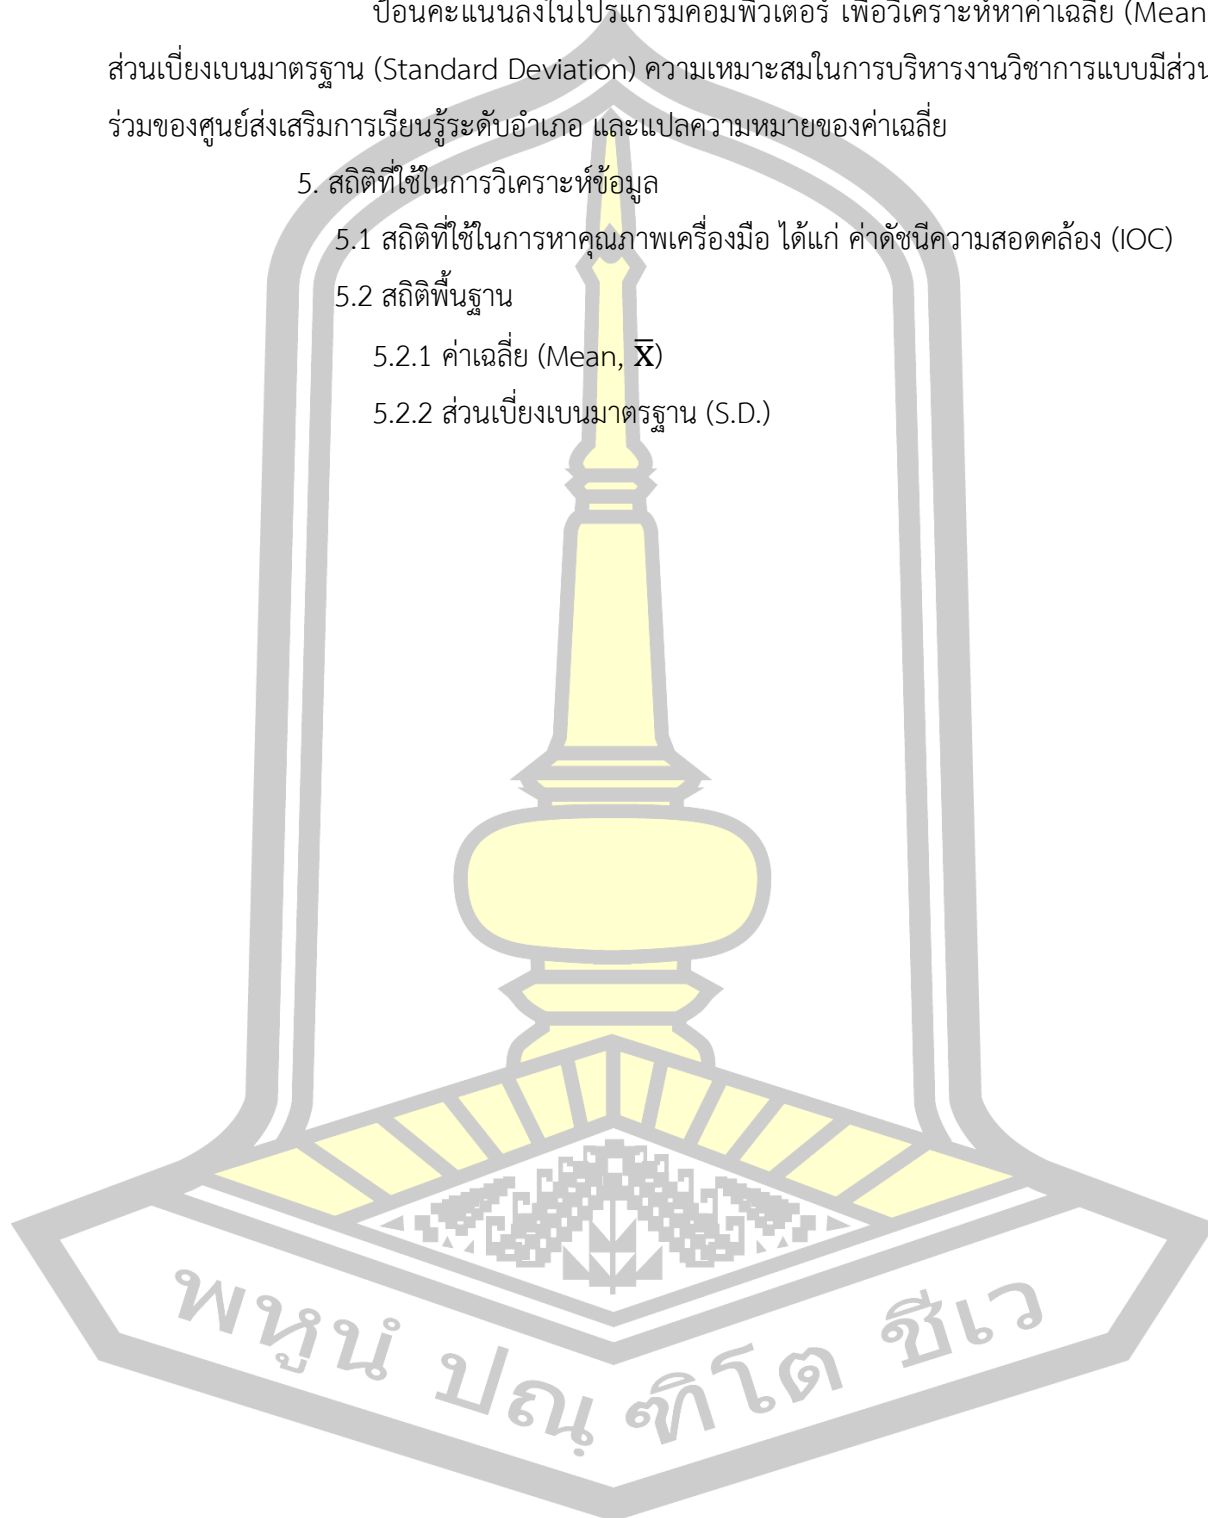 ป้อนคะแนนลงในโปรแกรมคอมพิวเตอร์ เพื่อวิเคราะห์หาค่าเฉลี่ย (Mean
ส่วนเบี่ยงเบนมาตรฐาน (Standard Deviation) ความเหมาะสมในการบริหารงานวิชาการแบบมีส่วน
ร่วมของศูนย์ส่งเสริมการเรียนรู้ระดับอำเภอ และแปลความหมายของค่าเฉลี่ย
5. สถิติที่ใช้ในการวิเคราะห์ข้อมูล
5.1 สถิติที่ใช้ในการหาคุณภาพเครื่องมือ ได้แก่ ค่าดัชนีความสอดคล้อง (IOC)
5.2 สถิติพื้นฐาน
5.2.1 ค่าเฉลี่ย (Mean, X̅)
5.2.2 ส่วนเบี่ยงเบนมาตรฐาน (S.D.)
พหูนํ ปณฺฑิโต ชีเว